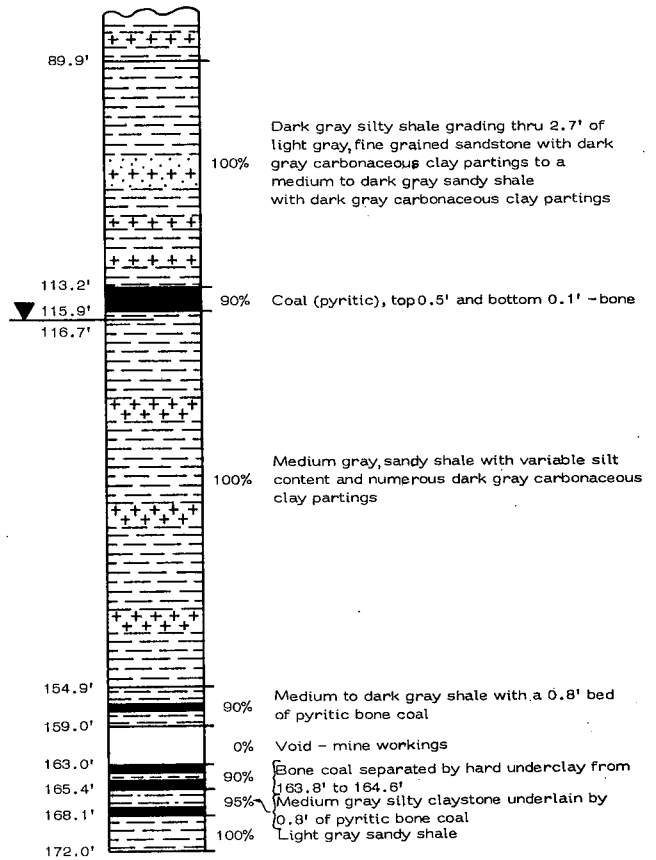 89.9'
Dark gray silty shale grading thru 2.7' of
light gray, fine grained sandstone with dark
gray carbonaceous clay partings to a
medium to dark gray sandy shale
with dark gray carbonaceous clay partings
100%
113.2'
90%
Coal (pyritic), top 0.5' and bottom 0.1' - bone
115.9'
116.7'
Medium gray, sandy shale with variable silt
content and numerous dark gray carbonaceous
clay partings
100%
154.9'
Medium to dark gray shale with a 0.8' bed
of pyritic bone coal
90%
159.0'
0%
Void - mine workings
163.0'
Bone coal separated by hard underclay from
163.8' to 164.6'
90%
165.4'
95%
Medium gray silty claystone underlain by
0.8' of pyritic bone coal
168.1'
100%
Light gray sandy shale
172.0'